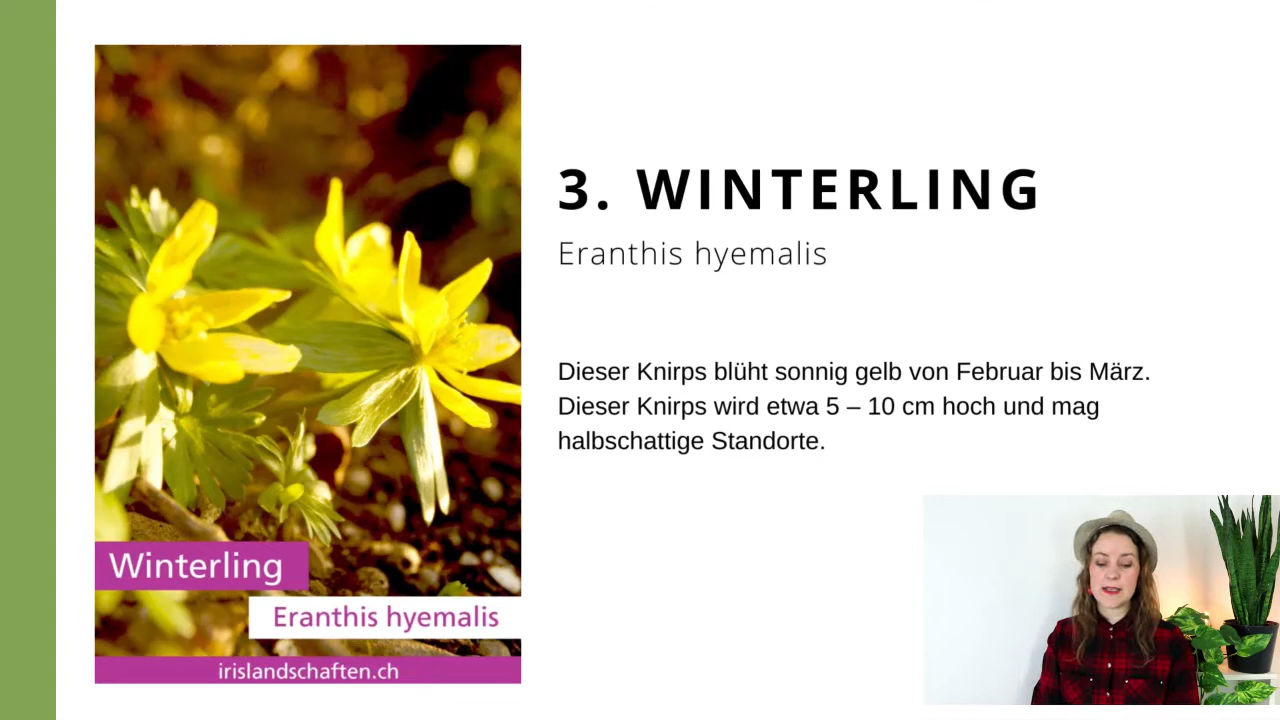 3. WINTERLING
Eranthis hyemalis
Dieser Knirps blüht sonnig gelb von Februar bis März.
Dieser Knirps wird etwa 5 – 10 cm hoch und mag
halbschattige Standorte.
Winterling
Eranthis hyemalis
irislandschaften.ch